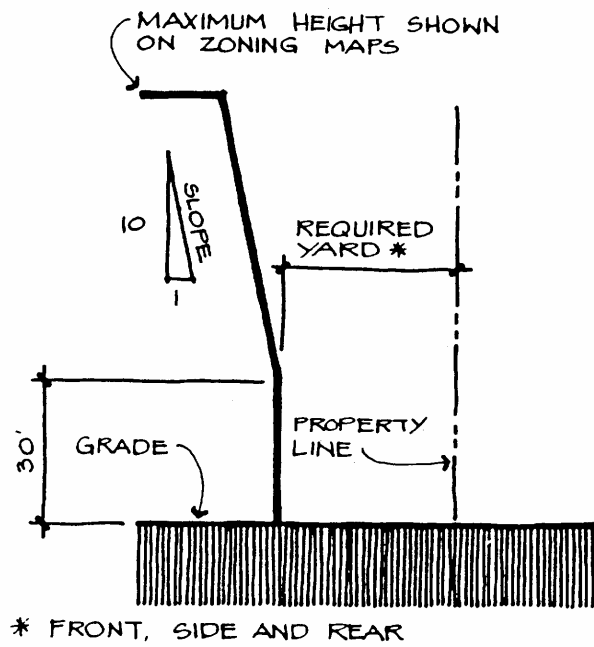 MAXIMUM HEIGHT SHOWN
ON ZONING MAPS
SLOPE
10
1
REQUIRED
YARD *
30'
GRADE
PROPERTY
LINE
* FRONT, SIDE AND REAR